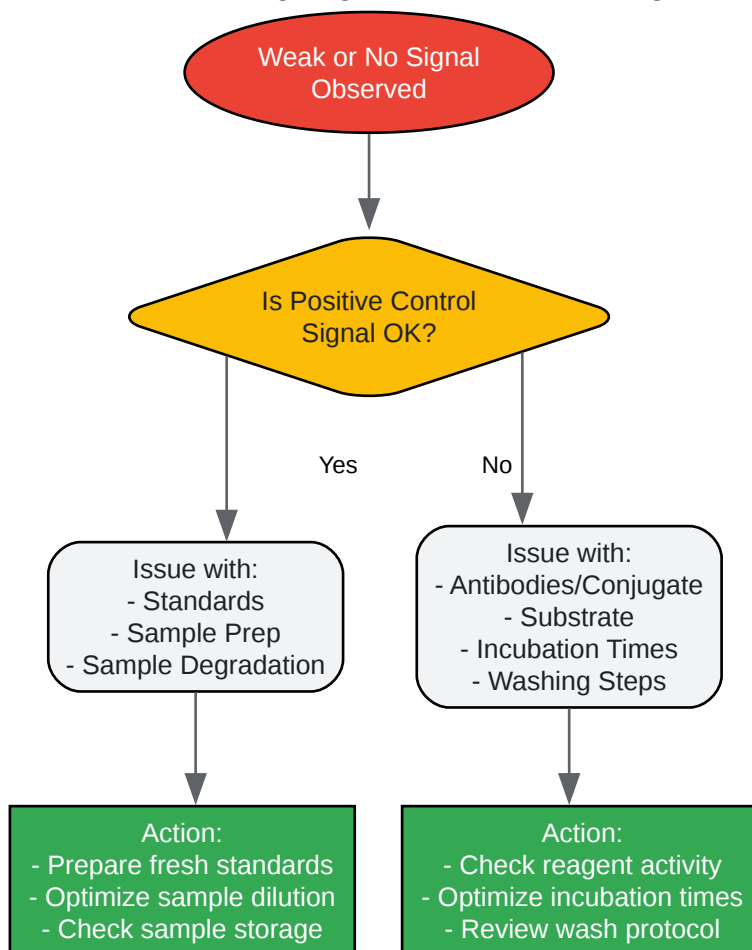 Weak or No Signal
Observed
Is Positive Control
Signal OK?
Yes
No
Issue with:
- Standards
- Sample Prep
- Sample Degradation
Issue with:
- Antibodies/Conjugate
- Substrate
- Incubation Times
- Washing Steps
Action:
- Prepare fresh standards
- Optimize sample dilution
- Check sample storage
Action:
- Check reagent activity
- Optimize incubation times
- Review wash protocol